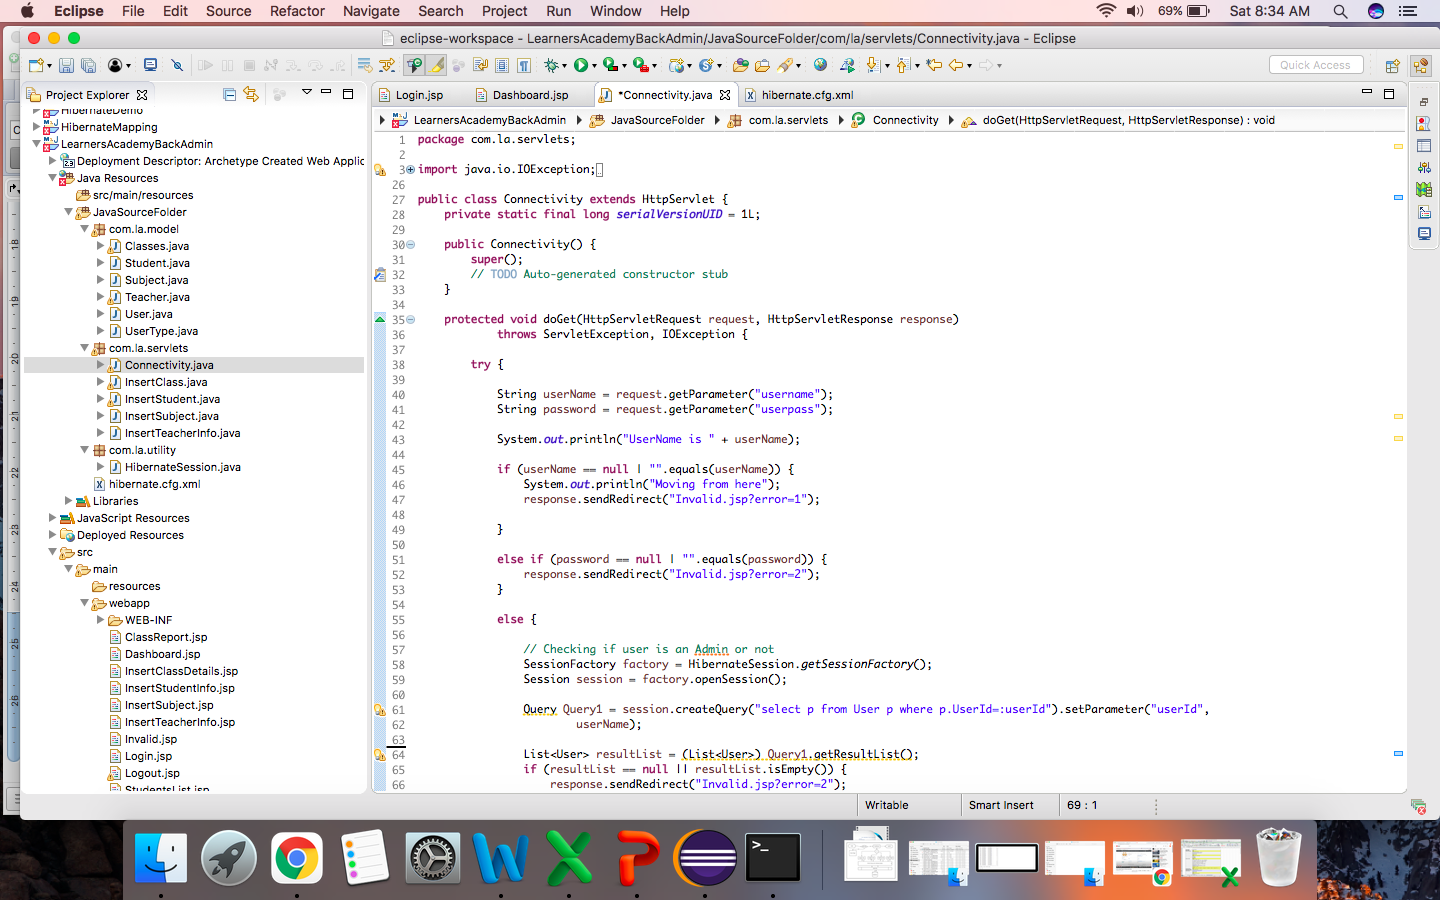 Eclipse File Edit Source Refactor Navigate Search Project Run Window Help 69% Sat 8:34 AM
eclipse-workspace - LearnersAcademyBackAdmin/JavaSourceFolder/com/la/servlets/Connectivity.java - Eclipse
Quick Access
Project Explorer
HibernateDemo
HibernateMapping
LearnersAcademyBackAdmin
Deployment Descriptor: Archetype Created Web Applic
Java Resources
src/main/resources
JavaSourceFolder
com.la.model
Classes.java
Student.java
Subject.java
Teacher.java
User.java
UserType.java
com.la.servlets
Connectivity.java
InsertClass.java
InsertStudent.java
InsertSubject.java
InsertTeacherInfo.java
com.la.utility
HibernateSession.java
hibernate.cfg.xml
Libraries
JavaScript Resources
Deployed Resources
src
main
resources
webapp
WEB-INF
ClassReport.jsp
Dashboard.jsp
InsertClassDetails.jsp
InsertStudentInfo.jsp
InsertSubject.jsp
InsertTeacherInfo.jsp
Invalid.jsp
Login.jsp
Logout.jsp
StudentsList.jsp
Login.jsp Dashboard.jsp *Connectivity.java hibernate.cfg.xml
LearnersAcademyBackAdmin JavaSourceFolder com.la.servlets Connectivity doGet(HttpServletRequest, HttpServletResponse) : void
1 package com.la.servlets;
2
3 import java.io.IOException;
26
27 public class Connectivity extends HttpServlet {
28 private static final long serialVersionUID = 1L;
29
30 public Connectivity() {
31 super();
32 // TODO Auto-generated constructor stub
33 }
34
35 protected void doGet(HttpServletRequest request, HttpServletResponse response)
36 throws ServletException, IOException {
37
38 try {
39
40 String userName = request.getParameter("username");
41 String password = request.getParameter("userpass");
42
43 System.out.println("UserName is " + userName);
44
45 if (userName == null | "".equals(userName)) {
46 System.out.println("Moving from here");
47 response.sendRedirect("Invalid.jsp?error=1");
48
49 }
50
51 else if (password == null | "".equals(password)) {
52 response.sendRedirect("Invalid.jsp?error=2");
53 }
54
55 else {
56
57 // Checking if user is an Admin or not
58 SessionFactory factory = HibernateSession.getSessionFactory();
59 Session session = factory.openSession();
60
61 Query Query1 = session.createQuery("select p from User p where p.UserId=:userId").setParameter("userId",
62 userName);
63
64 List<User> resultList = (List<User>) Query1.getResultList();
65 if (resultList == null || resultList.isEmpty()) {
66 response.sendRedirect("Invalid.jsp?error=2");
Writable Smart Insert 69 : 1